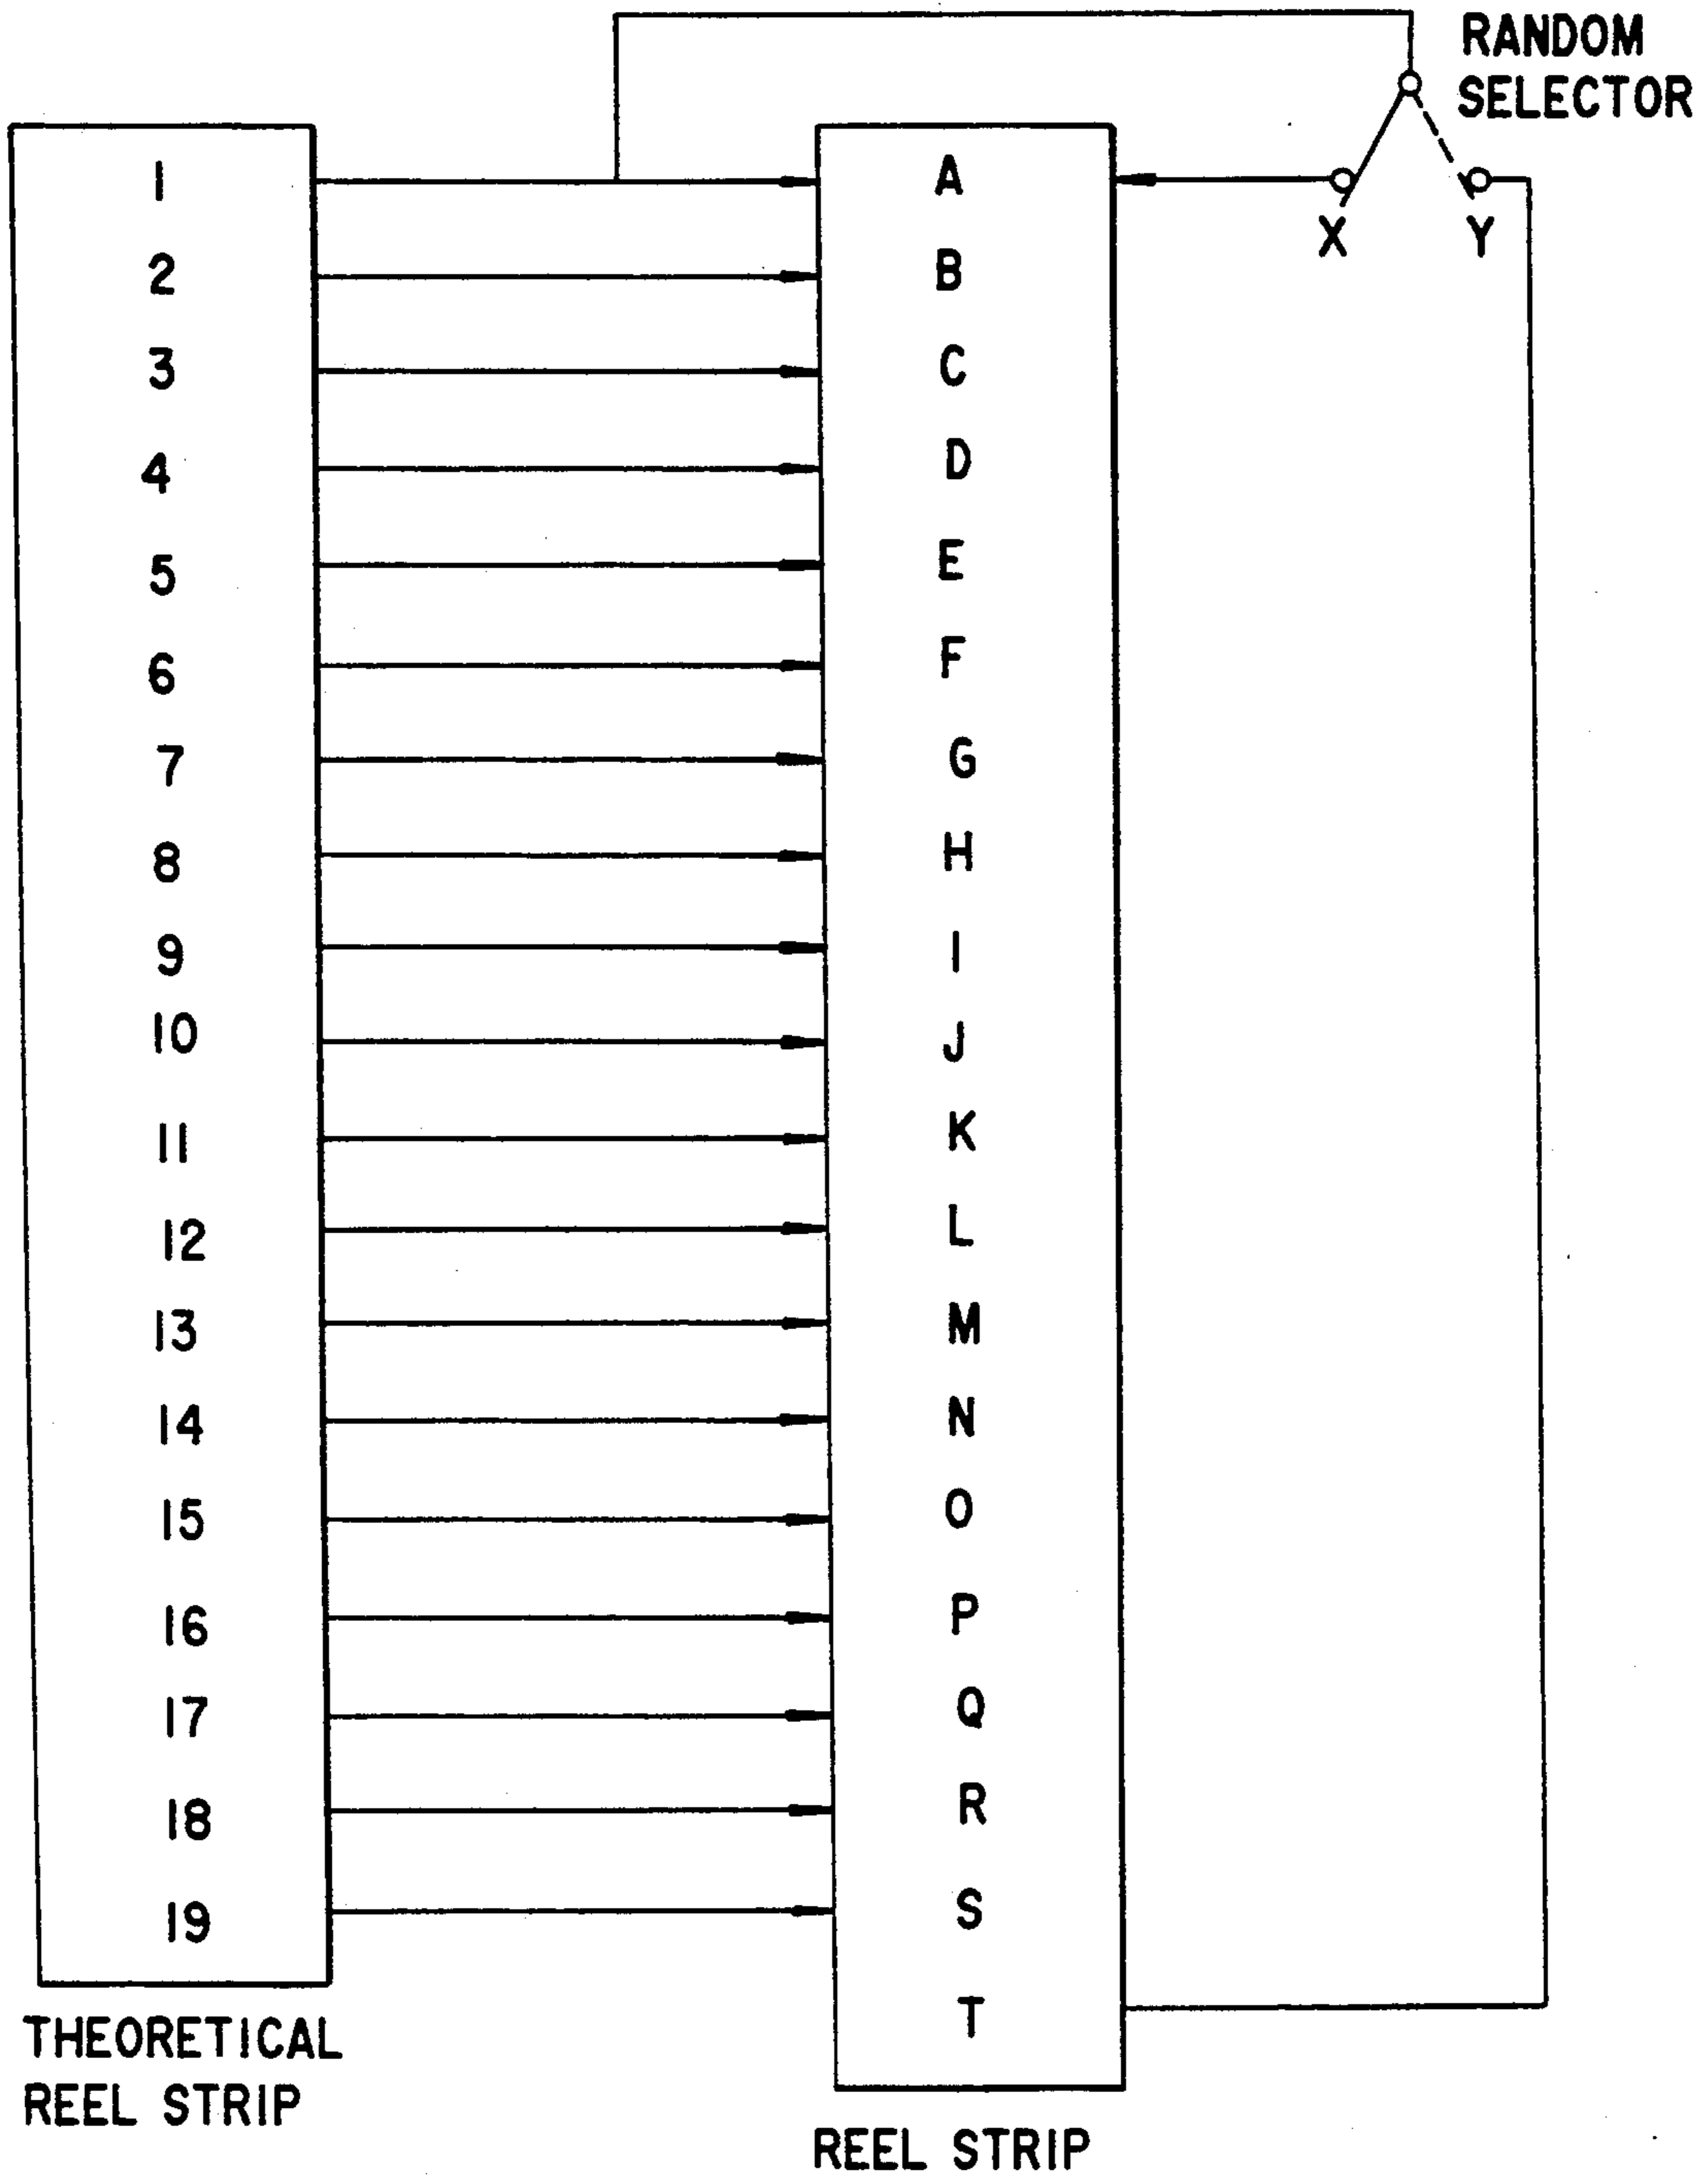 RANDOM
SELECTOR
1 A
X Y
2 B
3 C
4 D
5 E
6 F
7 G
8 H
9 I
10 J
11 K
12 L
13 M
14 N
15 O
16 P
17 Q
18 R
19 S
T
THEORETICAL
REEL STRIP
REEL STRIP